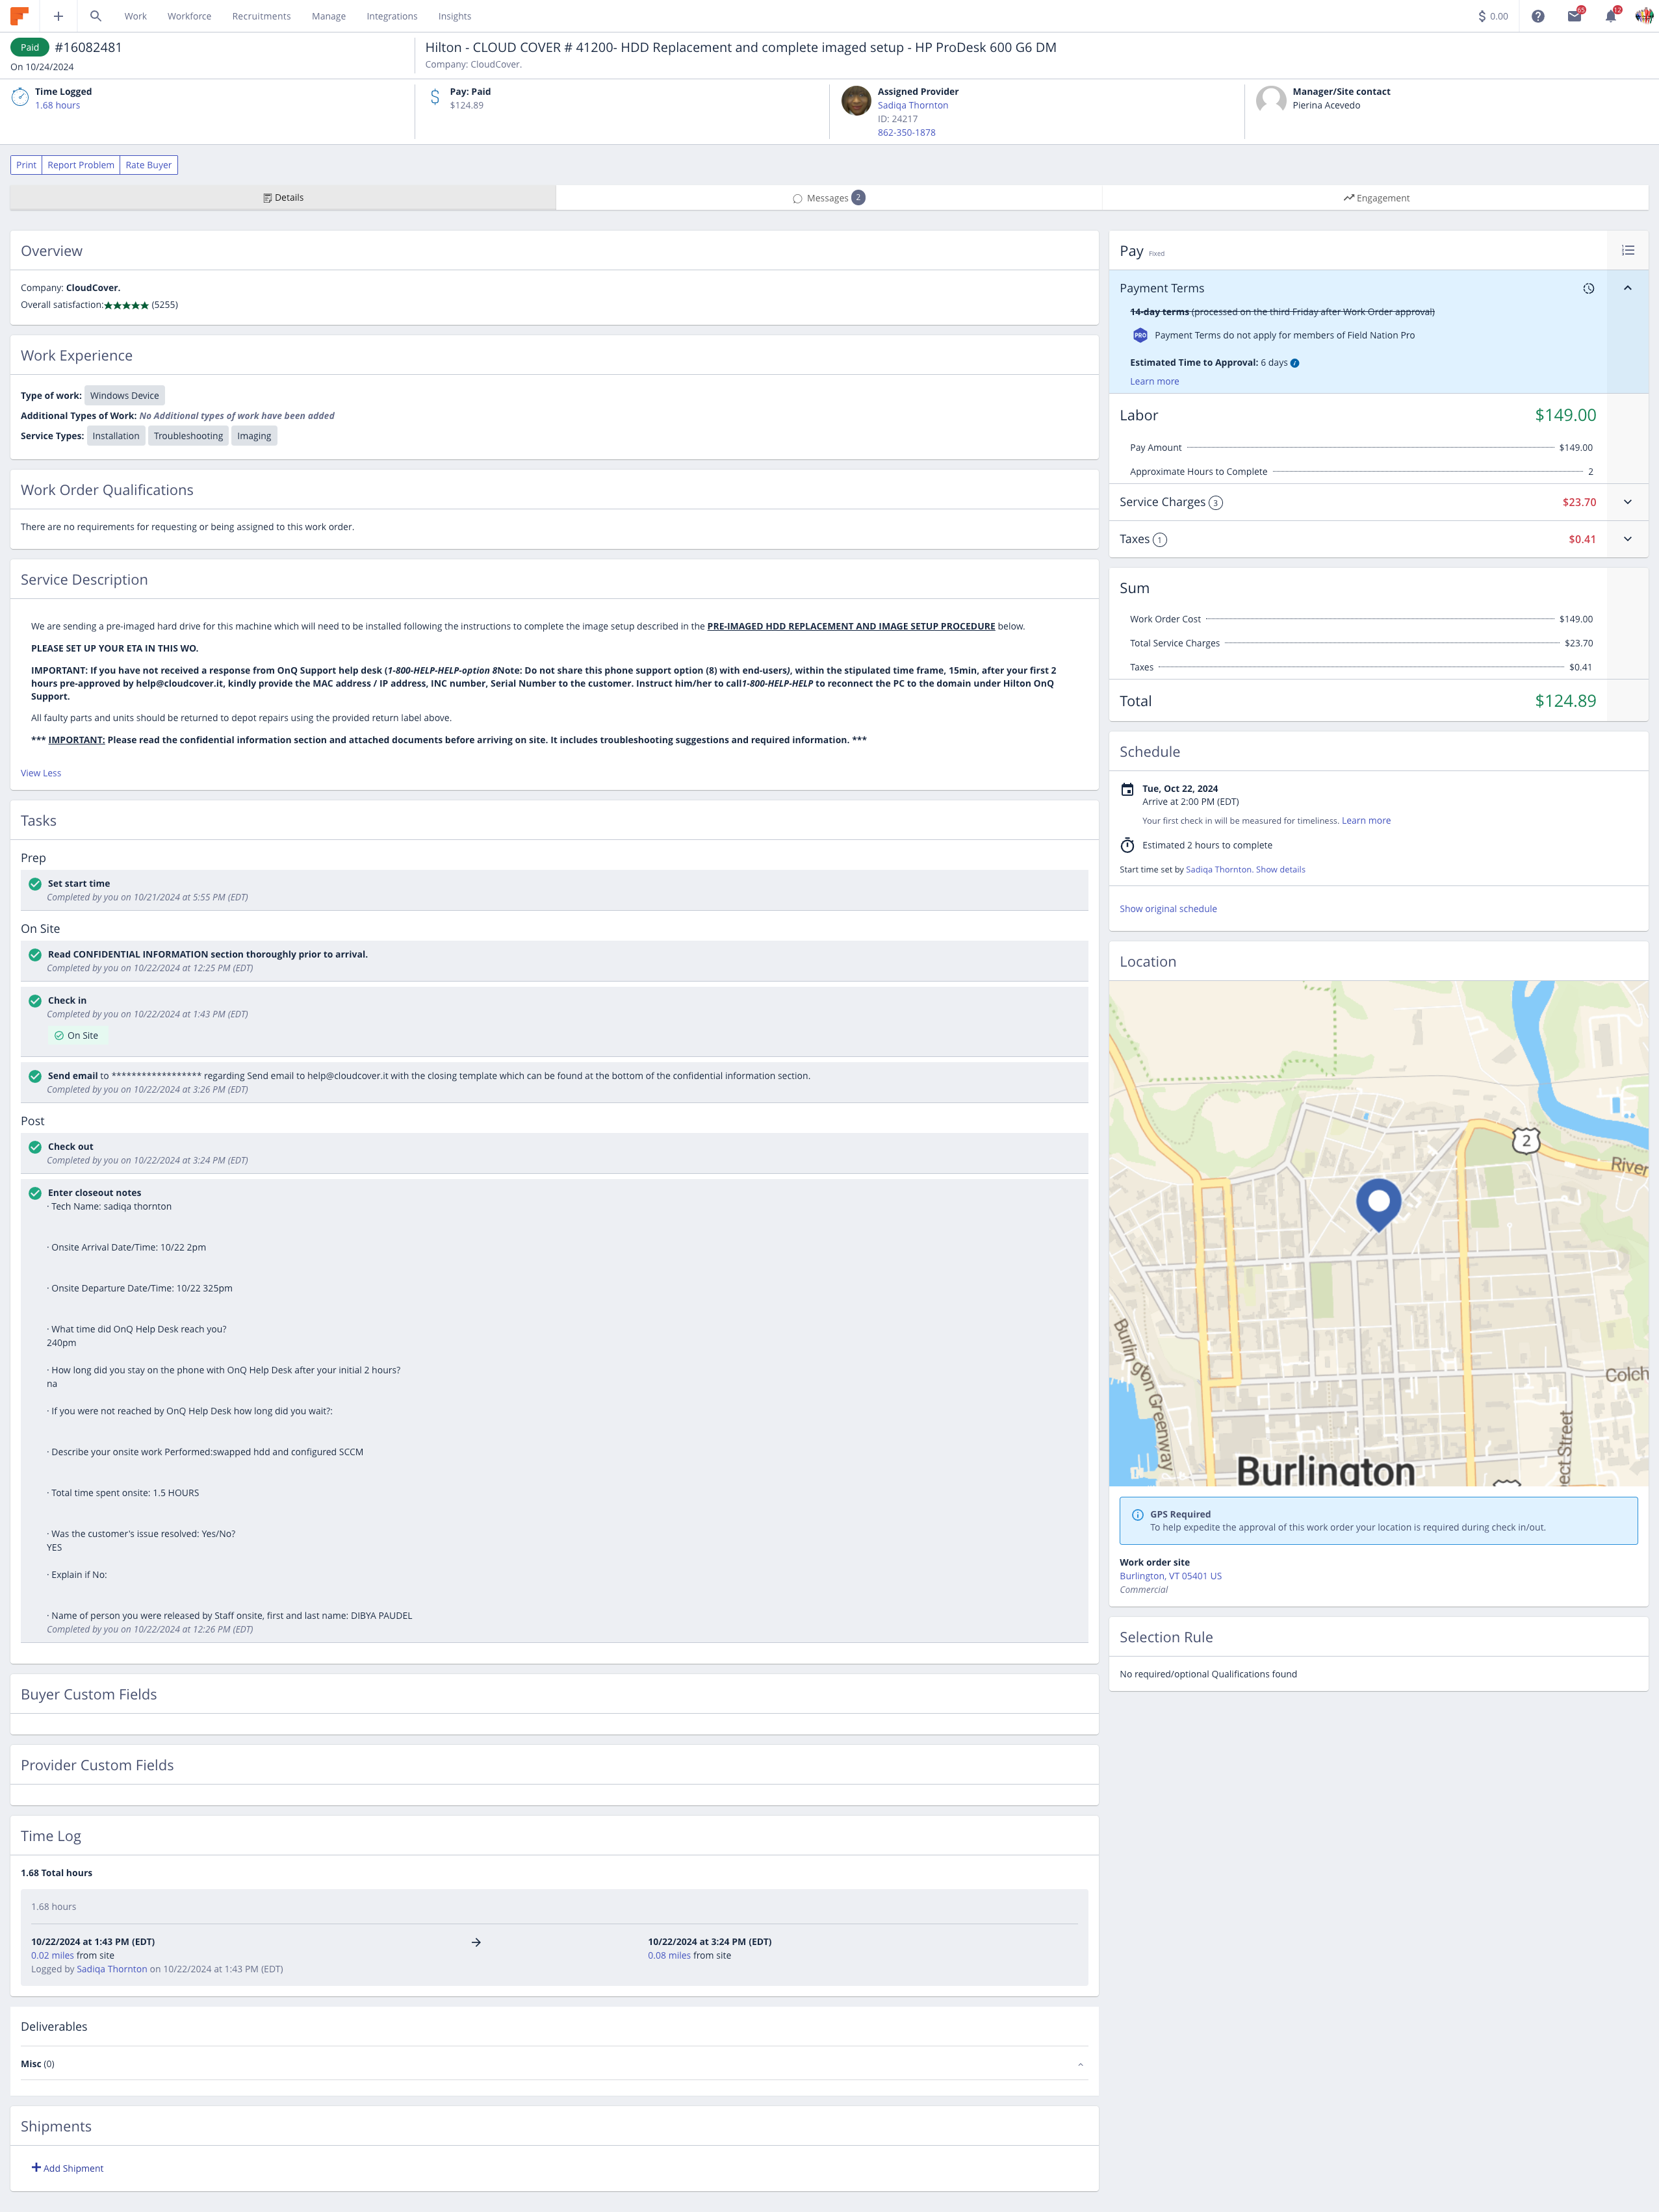 Work Workforce Recruitments Manage Integrations Insights
$ 0.00
Paid #16082481
On 10/24/2024
Hilton - CLOUD COVER # 41200- HDD Replacement and complete imaged setup - HP ProDesk 600 G6 DM
Company: CloudCover.
Time Logged
1.68 hours
Pay: Paid
$124.89
Assigned Provider
Sadiqa Thornton
ID: 24217
862-350-1878
Manager/Site contact
Pierina Acevedo
Print Report Problem Rate Buyer
Details
Messages 2
Engagement
Overview
Company: CloudCover.
Overall satisfaction:★★★★★ (5255)
Work Experience
Type of work: Windows Device
Additional Types of Work: No Additional types of work have been added
Service Types: Installation Troubleshooting Imaging
Work Order Qualifications
There are no requirements for requesting or being assigned to this work order.
Service Description
We are sending a pre-imaged hard drive for this machine which will need to be installed following the instructions to complete the image setup described in the PRE-IMAGED HDD REPLACEMENT AND IMAGE SETUP PROCEDURE below.
PLEASE SET UP YOUR ETA IN THIS WO.
IMPORTANT: If you have not received a response from OnQ Support help desk (1-800-HELP-HELP-option 8Note: Do not share this phone support option (8) with end-users), within the stipulated time frame, 15min, after your first 2
hours pre-approved by help@cloudcover.it, kindly provide the MAC address / IP address, INC number, Serial Number to the customer. Instruct him/her to call1-800-HELP-HELP to reconnect the PC to the domain under Hilton OnQ
Support.
All faulty parts and units should be returned to depot repairs using the provided return label above.
*** IMPORTANT: Please read the confidential information section and attached documents before arriving on site. It includes troubleshooting suggestions and required information. ***
View Less
Tasks
Prep
Set start time
Completed by you on 10/21/2024 at 5:55 PM (EDT)
On Site
Read CONFIDENTIAL INFORMATION section thoroughly prior to arrival.
Completed by you on 10/22/2024 at 12:25 PM (EDT)
Check in
Completed by you on 10/22/2024 at 1:43 PM (EDT)
On Site
Send email to ****************** regarding Send email to help@cloudcover.it with the closing template which can be found at the bottom of the confidential information section.
Completed by you on 10/22/2024 at 3:26 PM (EDT)
Post
Check out
Completed by you on 10/22/2024 at 3:24 PM (EDT)
Enter closeout notes
· Tech Name: sadiqa thornton
· Onsite Arrival Date/Time: 10/22 2pm
· Onsite Departure Date/Time: 10/22 325pm
· What time did OnQ Help Desk reach you?
240pm
· How long did you stay on the phone with OnQ Help Desk after your initial 2 hours?
na
· If you were not reached by OnQ Help Desk how long did you wait?:
· Describe your onsite work Performed:swapped hdd and configured SCCM
· Total time spent onsite: 1.5 HOURS
· Was the customer's issue resolved: Yes/No?
YES
· Explain if No:
· Name of person you were released by Staff onsite, first and last name: DIBYA PAUDEL
Completed by you on 10/22/2024 at 12:26 PM (EDT)
Buyer Custom Fields
Provider Custom Fields
Time Log
1.68 Total hours
1.68 hours
10/22/2024 at 1:43 PM (EDT)
0.02 miles from site
Logged by Sadiqa Thornton on 10/22/2024 at 1:43 PM (EDT)
10/22/2024 at 3:24 PM (EDT)
0.08 miles from site
Deliverables
Misc (0)
Shipments
Add Shipment
Pay Fixed
Payment Terms
14-day terms (processed on the third Friday after Work Order approval)
PRO Payment Terms do not apply for members of Field Nation Pro
Estimated Time to Approval: 6 days
Learn more
Labor $149.00
Pay Amount $149.00
Approximate Hours to Complete 2
Service Charges 3 $23.70
Taxes 1 $0.41
Sum
Work Order Cost $149.00
Total Service Charges $23.70
Taxes $0.41
Total $124.89
Schedule
Tue, Oct 22, 2024
Arrive at 2:00 PM (EDT)
Your first check in will be measured for timeliness. Learn more
Estimated 2 hours to complete
Start time set by Sadiqa Thornton. Show details
Show original schedule
Location
2
River
Burlington Greenway
Colch
ect Street
Burlington
GPS Required
To help expedite the approval of this work order your location is required during check in/out.
Work order site
Burlington, VT 05401 US
Commercial
Selection Rule
No required/optional Qualifications found